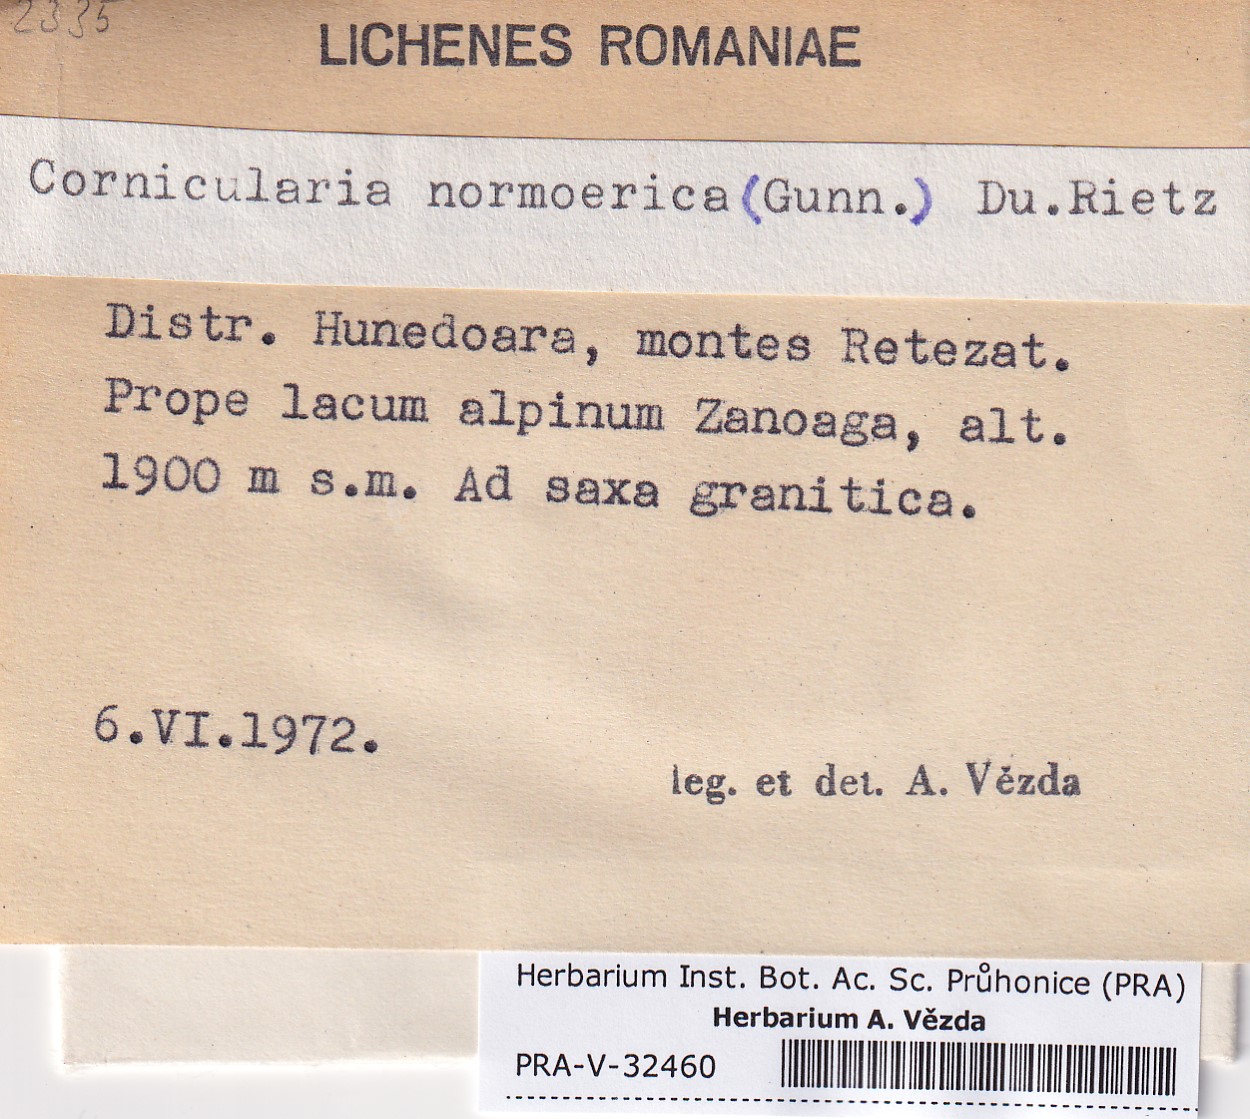 2335
LICHENES ROMANIAE
Cornicularia normoerica (Gunn.) Du.Rietz
Distr. Hunedoara, montes Retezat.
Prope lacum alpinum Zanoaga, alt.
1900 m s.m. Ad saxa granitica.
6.VI.1972.
leg. et det. A. Vězda
Herbarium Inst. Bot. Ac. Sc. Průhonice (PRA)
Herbarium A. Vězda
PRA-V-32460